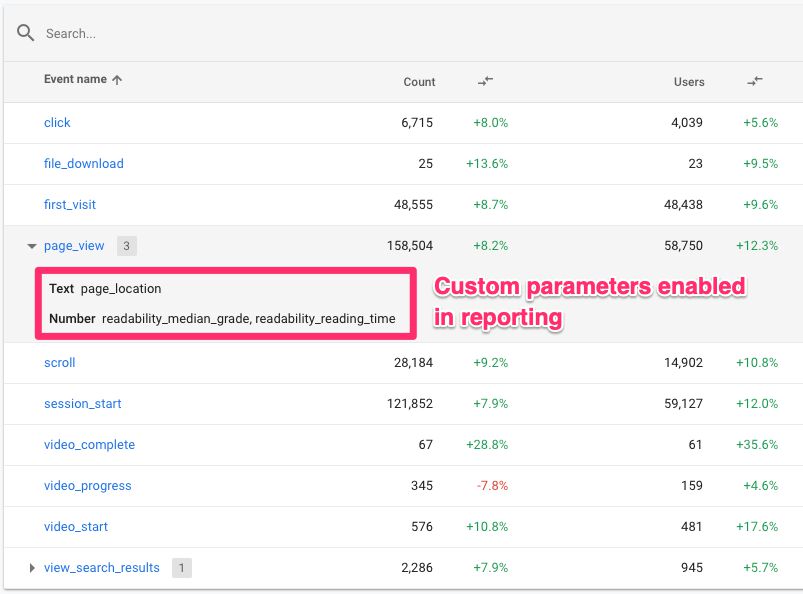 Search...
Event name Count Users
click 6,715 +8.0% 4,039 +5.6%
file_download 25 +13.6% 23 +9.5%
first_visit 48,555 +8.7% 48,438 +9.6%
page_view 3 158,504 +8.2% 58,750 +12.3%
Text page_location
Number readability_median_grade, readability_reading_time
Custom parameters enabled
in reporting
scroll 28,184 +9.2% 14,902 +10.8%
session_start 121,852 +7.9% 59,127 +12.0%
video_complete 67 +28.8% 61 +35.6%
video_progress 345 -7.8% 159 +4.6%
video_start 576 +10.8% 481 +17.6%
view_search_results 1 2,286 +7.9% 945 +5.7%